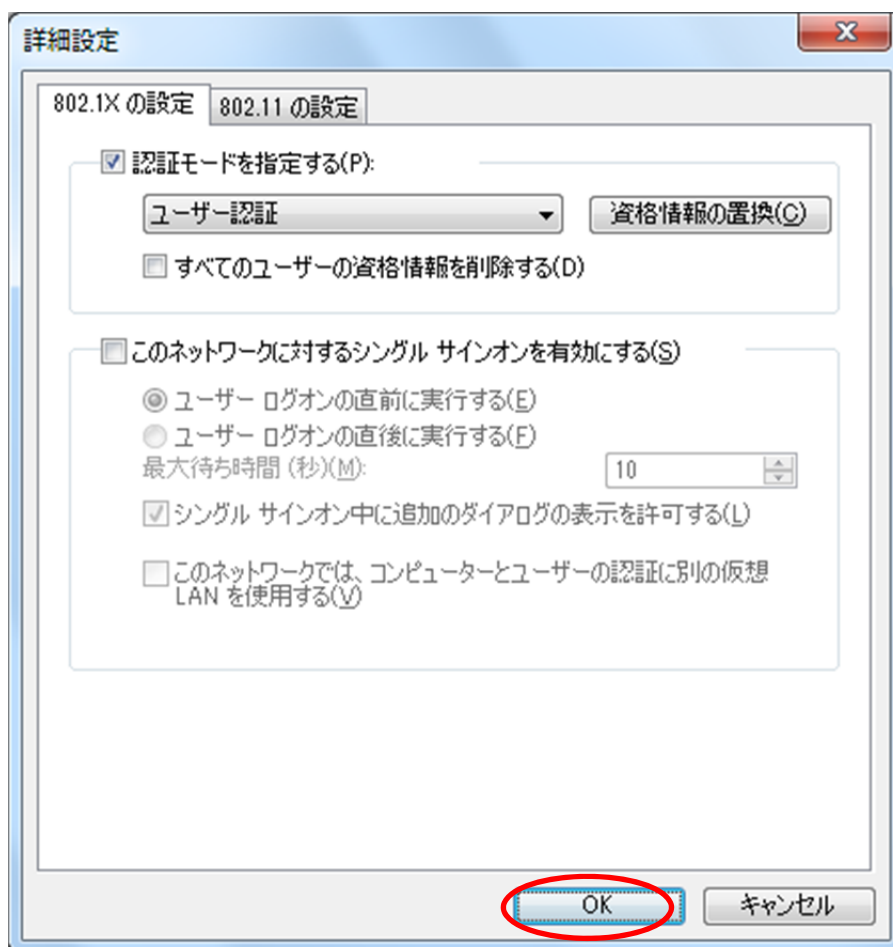 詳細設定
802.1X の設定
802.11 の設定
認証モードを指定する(P):
ユーザー認証
資格情報の置換(C)
すべてのユーザーの資格情報を削除する(D)
このネットワークに対するシングル サインオンを有効にする(S)
ユーザー ログオンの直前に実行する(E)
ユーザー ログオンの直後に実行する(F)
最大待ち時間 (秒)(M):
10
シングル サインオン中に追加のダイアログの表示を許可する(L)
このネットワークでは、コンピューターとユーザーの認証に別の仮想
LAN を使用する(V)
OK
キャンセル